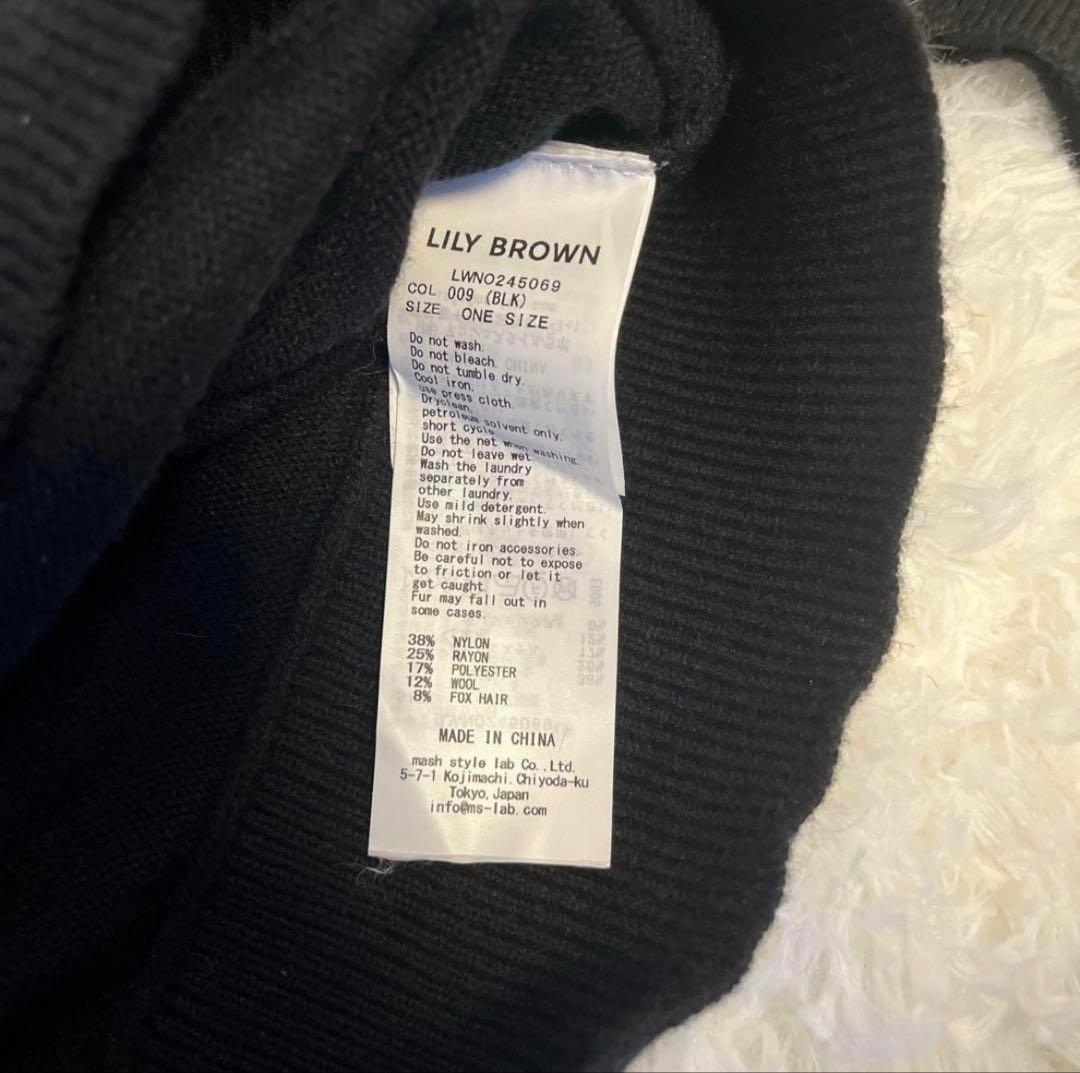 LILY BROWN
LWNO245069
COL 009 (BLK)
SIZE ONE SIZE
Do not wash.
Do not bleach.
Do not tumble dry.
Cool iron.
use press cloth.
Dryclean,
petroleum solvent only.
short cycle
Use the net when washing.
Do not leave wet.
Wash the laundry
separately from
other laundry.
Use mild detergent.
May shrink slightly when
washed.
Do not iron accessories.
Be careful not to expose
to friction or let it
get caught.
Fur may fall out in
some cases.
38% NYLON
25% RAYON
17% POLYESTER
12% WOOL
8% FOX HAIR
MADE IN CHINA
mash style lab Co.,Ltd.
5-7-1 Kojimachi, Chiyoda-ku
Tokyo, Japan
info@ms-lab.com